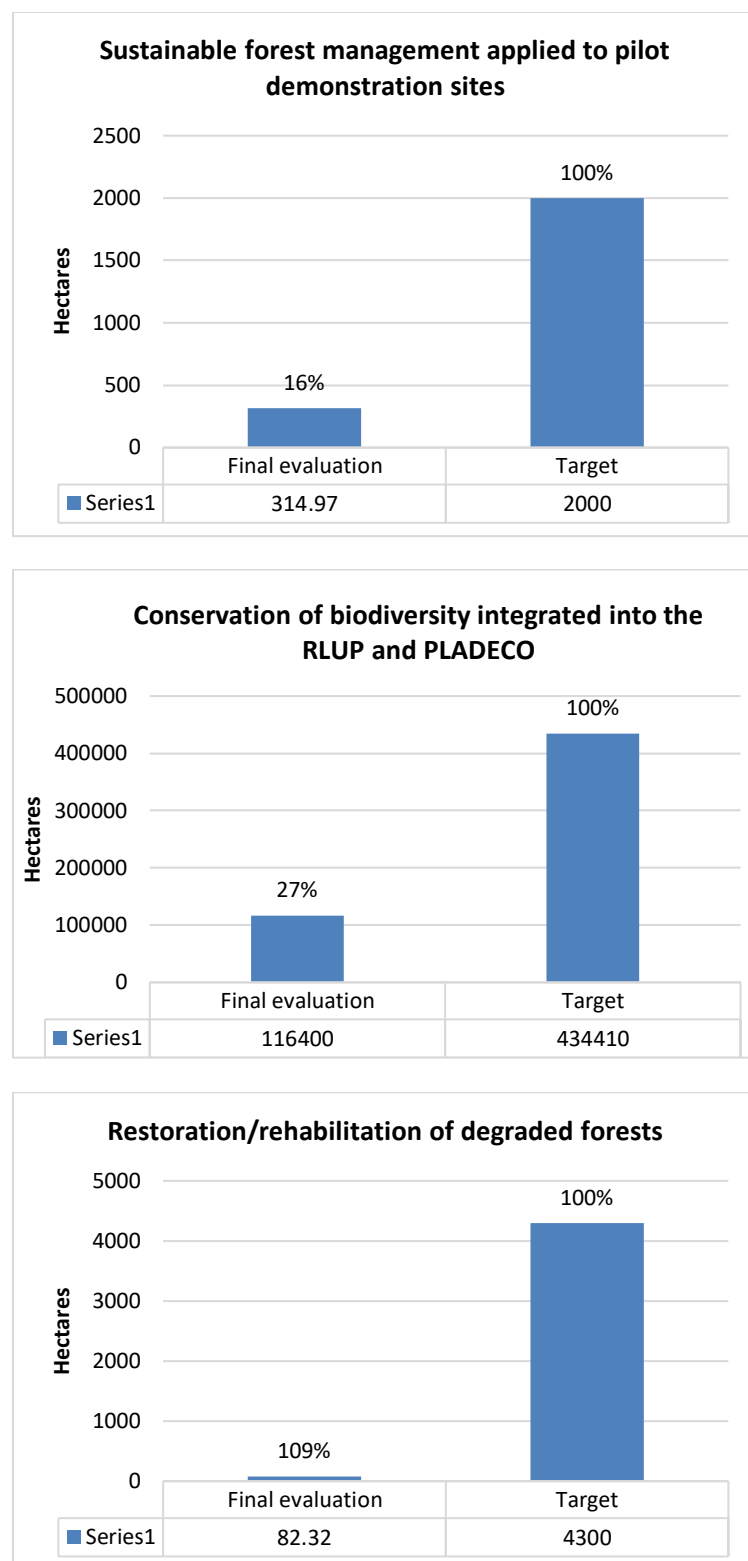 Sustainable forest management applied to pilot
demonstration sites
2500
2000
1500
1000
500
0
Hectares
16%
100%
Final evaluation Target
Series1 314.97 2000
Conservation of biodiversity integrated into the
RLUP and PLADECO
500000
400000
300000
200000
100000
0
Hectares
27%
100%
Final evaluation Target
Series1 116400 434410
Restoration/rehabilitation of degraded forests
5000
4000
3000
2000
1000
0
Hectares
109%
100%
Final evaluation Target
Series1 82.32 4300